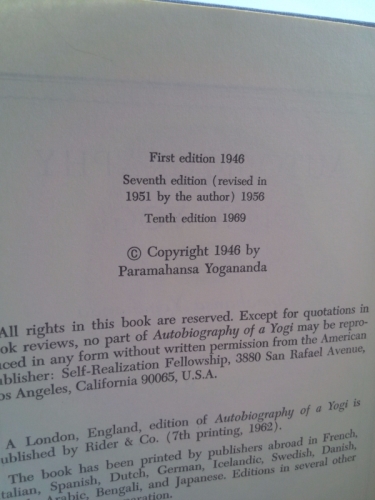 First edition 1946
Seventh edition (revised in
1951 by the author) 1956
Tenth edition 1969
© Copyright 1946 by
Paramahansa Yogananda
All rights in this book are reserved. Except for quotations in
ok reviews, no part of Autobiography of a Yogi may be repro-
uced in any form without written permission from the American
ublisher: Self-Realization Fellowship, 3880 San Rafael Avenue,
os Angeles, California 90065, U.S.A.
A London, England, edition of Autobiography of a Yogi is
ublished by Rider & Co. (7th printing, 1962).
The book has been printed by publishers abroad in French,
talian, Spanish, Dutch, German, Icelandic, Swedish, Danish,
Arabic, Bengali, and Japanese. Editions in several other